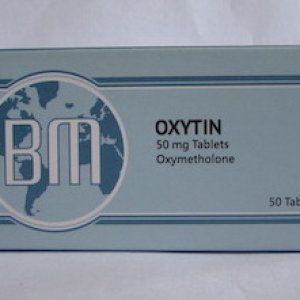 BM
OXYTIN
50 mg Tablets
Oxymetholone
50 Tab